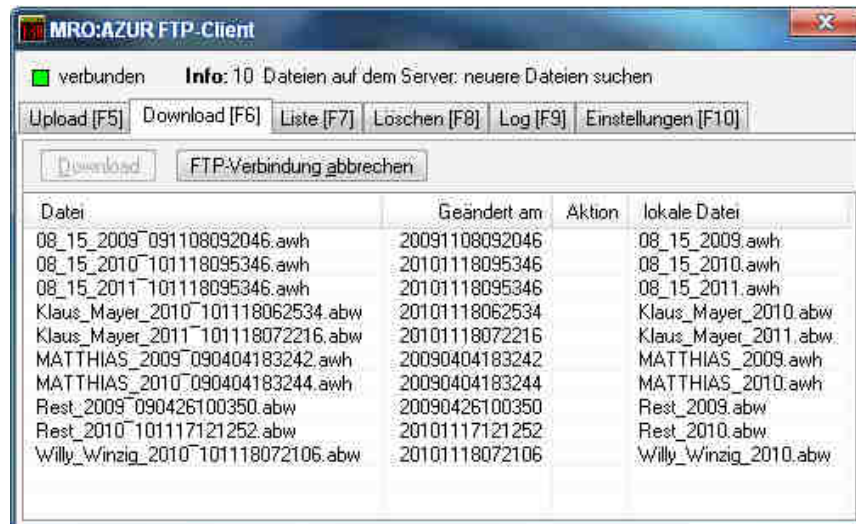 MRO:AZUR FTP-Client
verbunden Info: 10 Dateien auf dem Server: neuere Dateien suchen
Upload [F5] Download [F6] Liste [F7] Löschen [F8] Log [F9] Einstellungen [F10]
Download FTP-Verbindung abbrechen
Datei Geändert am Aktion lokale Datei
08_15_2009~091108092046.awh 20091108092046 08_15_2009.awh
08_15_2010~101118095346.awh 20101118095346 08_15_2010.awh
08_15_2011~101118095346.awh 20101118095346 08_15_2011.awh
Klaus_Mayer_2010~101118062534.abw 20101118062534 Klaus_Mayer_2010.abw
Klaus_Mayer_2011~101118072216.abw 20101118072216 Klaus_Mayer_2011.abw
MATTHIAS_2009~090404183242.awh 20090404183242 MATTHIAS_2009.awh
MATTHIAS_2010~090404183244.awh 20090404183244 MATTHIAS_2010.awh
Rest_2009~090426100350.abw 20090426100350 Rest_2009.abw
Rest_2010~101117121252.abw 20101117121252 Rest_2010.abw
Willy_Winzig_2010~101118072106.abw 20101118072106 Willy_Winzig_2010.abw